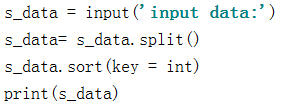 s_data = input('input data:')
s_data= s_data.split()
s_data.sort(key = int)
print(s_data)